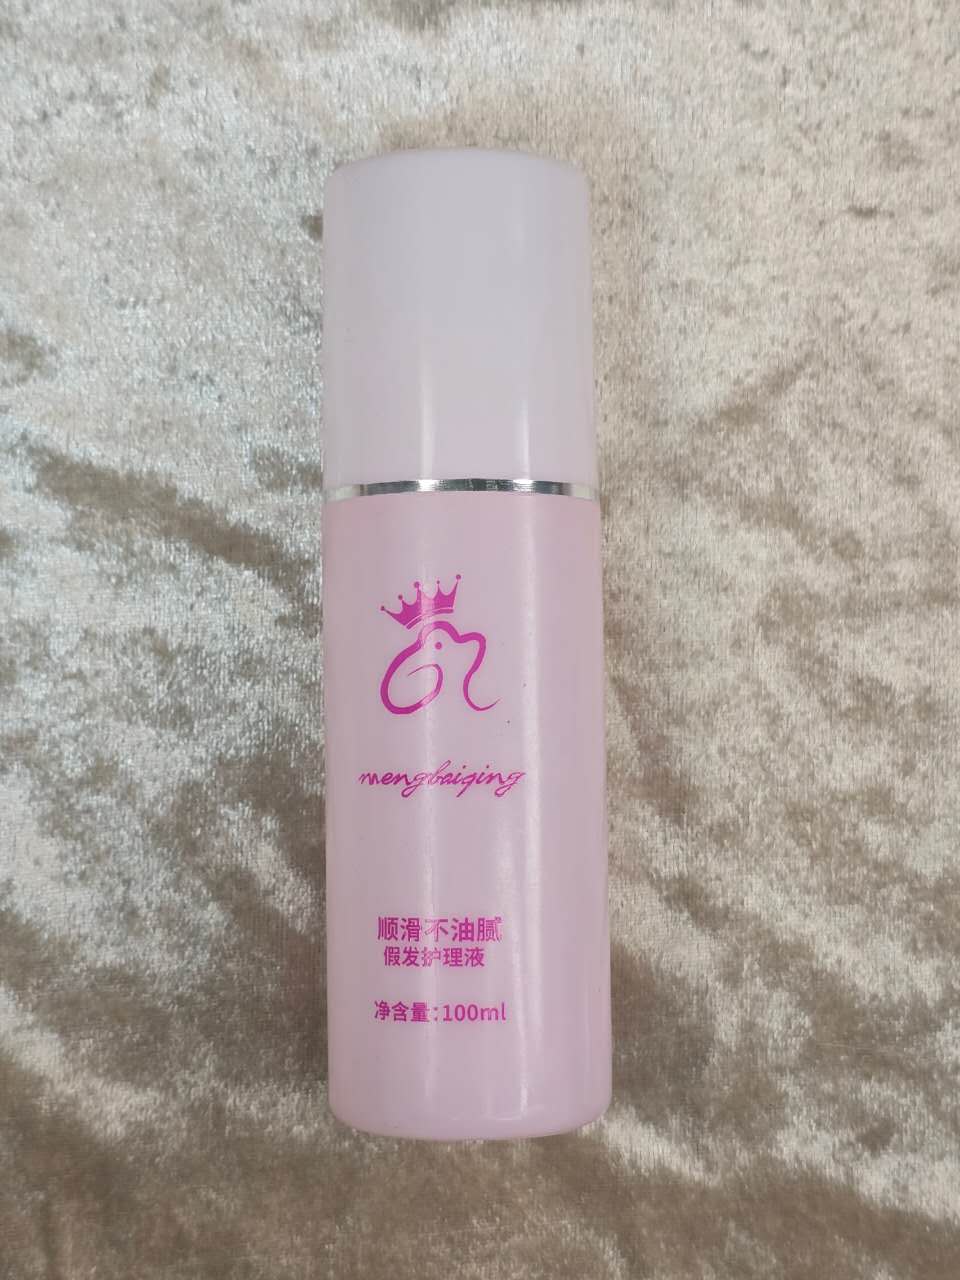 mengbaiqing
顺滑不油腻
假发护理液
净含量:100ml